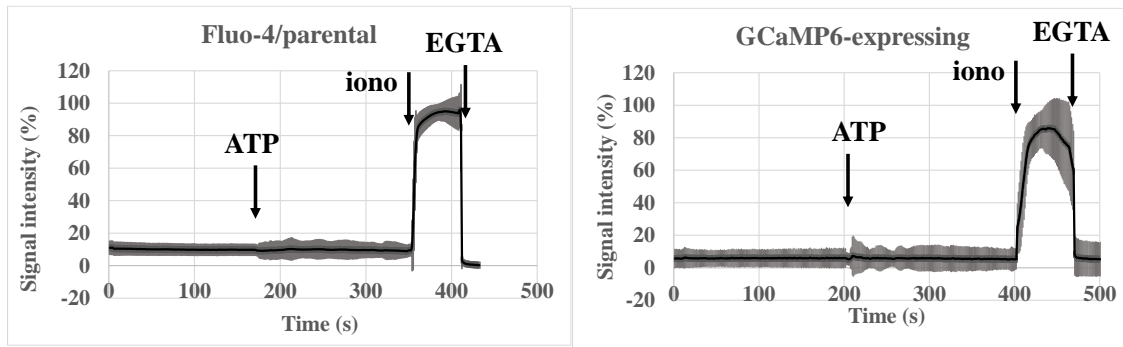 Fluo-4/parental
EGTA
iono
ATP
Signal intensity (%)
120
100
80
60
40
20
0
-20
0
100
200
300
400
500
Time (s)
GCaMP6-expressing
EGTA
iono
ATP
Signal intensity (%)
120
100
80
60
40
20
0
-20
0
100
200
300
400
500
Time (s)